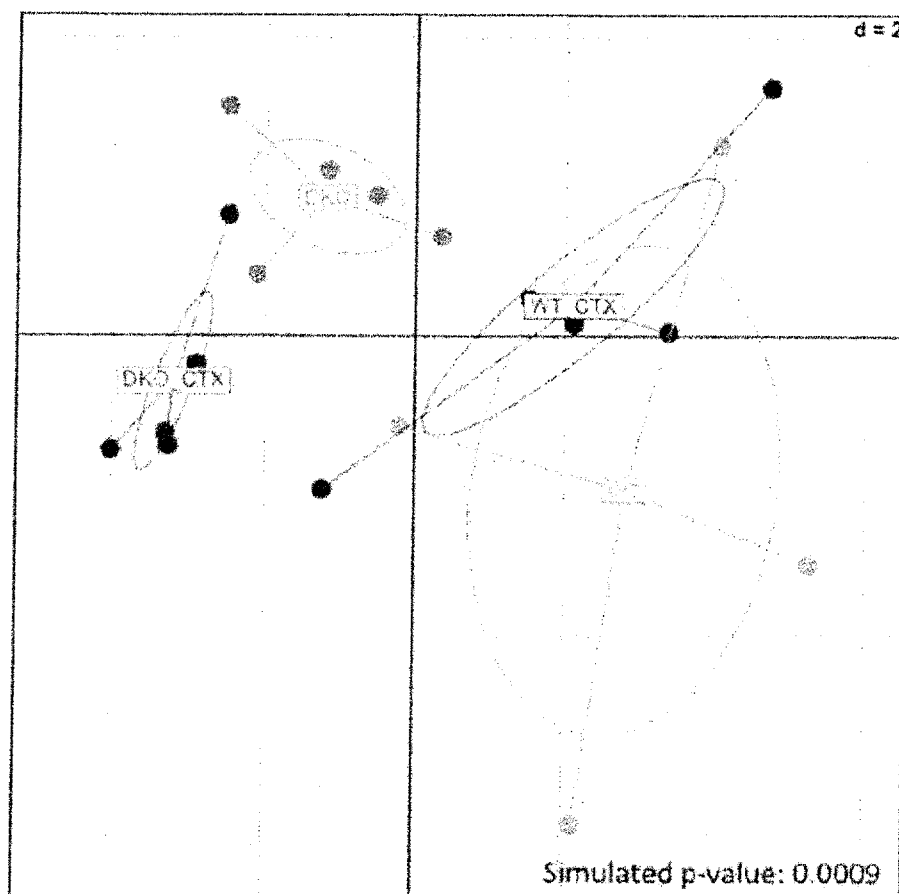 d = 2
DKO
WT_CTX
DKO_CTX
Simulated p-value: 0.0009